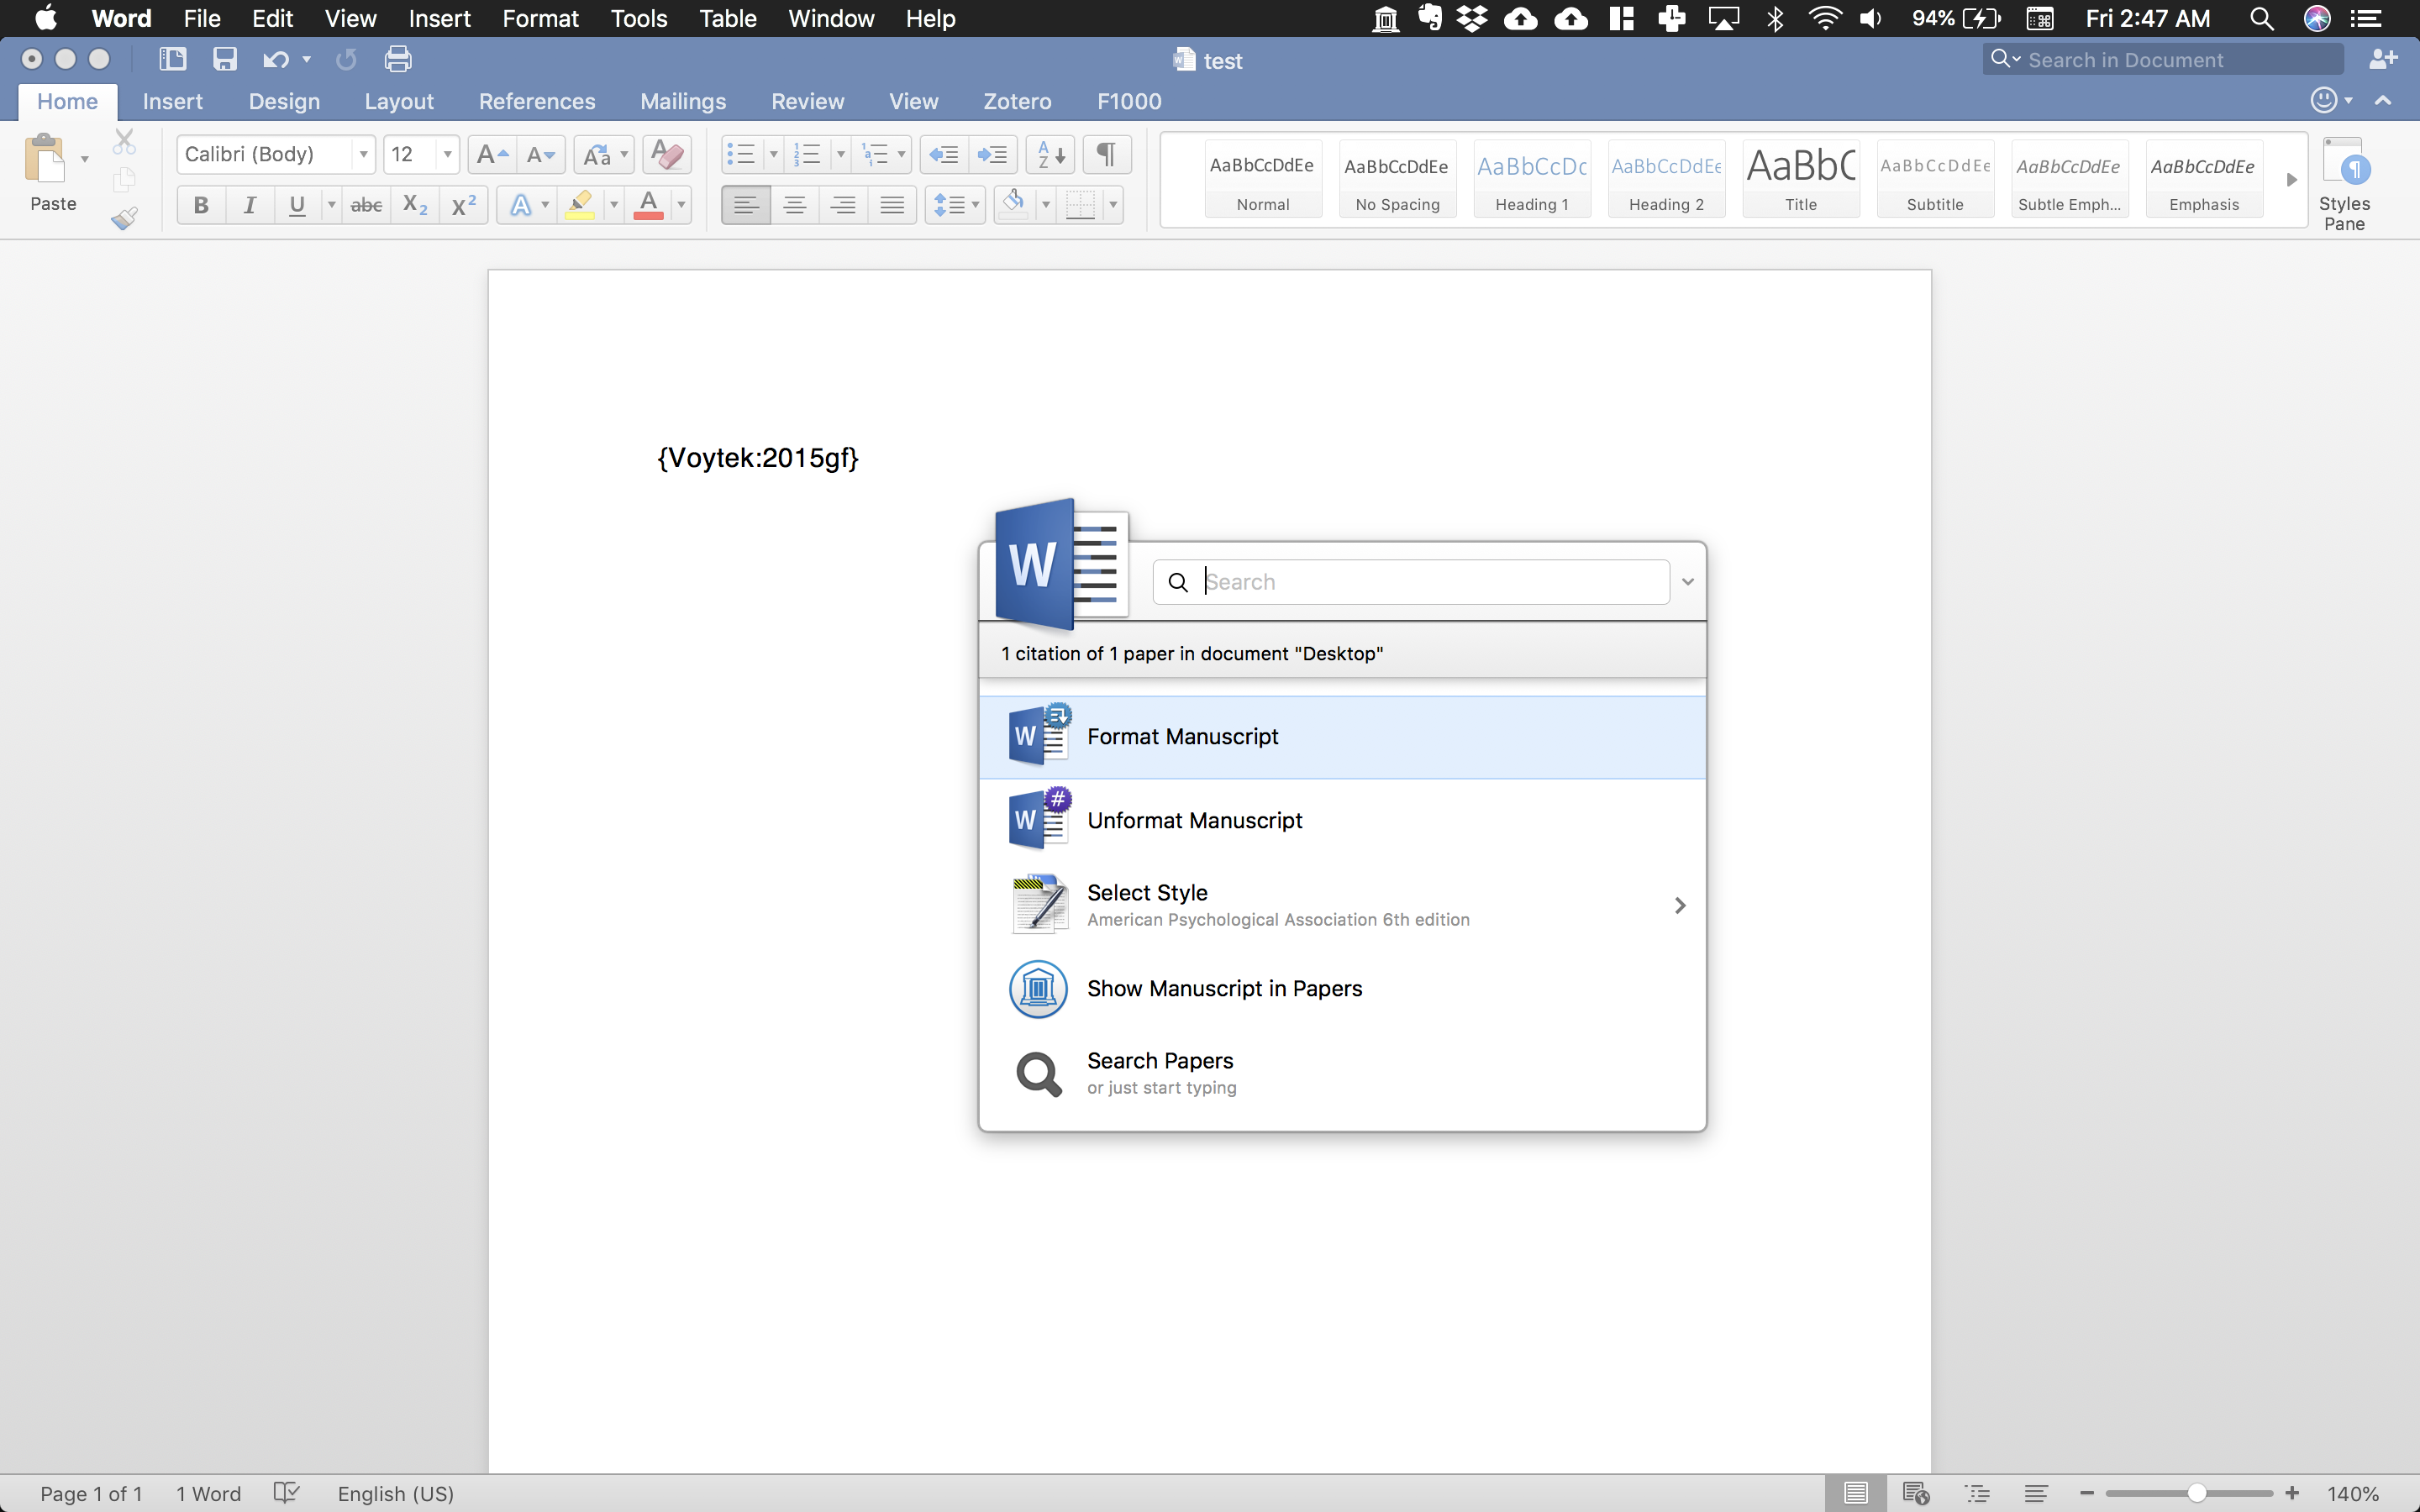 Word File Edit View Insert Format Tools Table Window Help 94% Fri 2:47 AM
test
Search in Document
Home Insert Design Layout References Mailings Review View Zotero F1000
Paste
Calibri (Body) 12
AaBbCcDdEe Normal
AaBbCcDdEe No Spacing
AaBbCcDc Heading 1
AaBbCcDdEe Heading 2
AaBbC Title
AaBbCcDdEe Subtitle
AaBbCcDdEe Subtle Emph...
AaBbCcDdEe Emphasis
Styles
Pane
B I U abc X2 X2 A A
{Voytek:2015gf}
W
Search
1 citation of 1 paper in document "Desktop"
Format Manuscript
Unformat Manuscript
Select Style
American Psychological Association 6th edition
Show Manuscript in Papers
Search Papers
or just start typing
Page 1 of 1 1 Word English (US) 140%